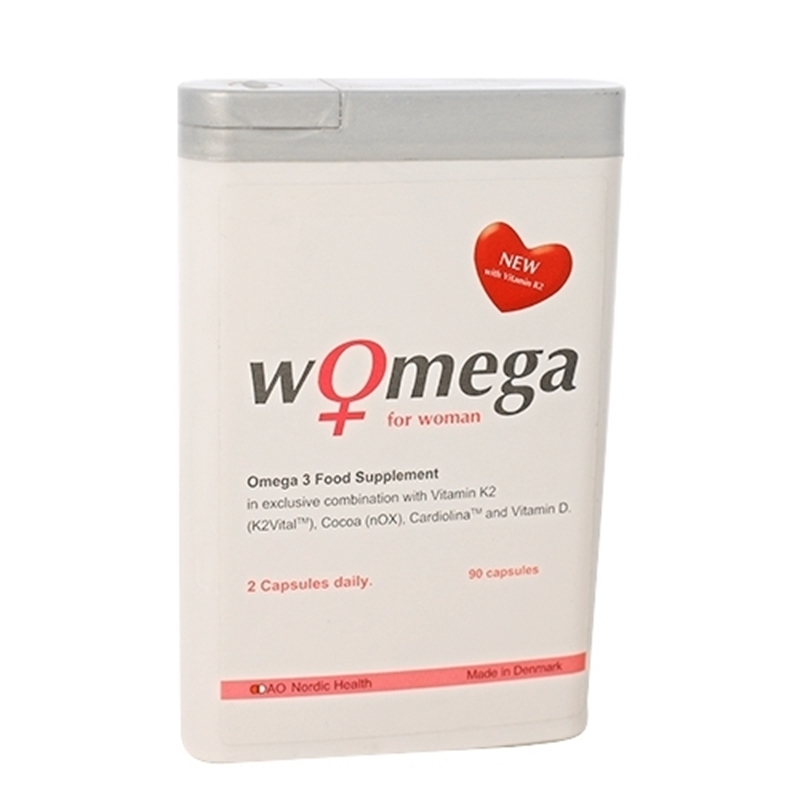 NEW
with Vitamin K2
womega
for woman
Omega 3 Food Supplement
in exclusive combination with Vitamin K2
(K2Vital™), Cocoa (nOX), Cardiolina™ and Vitamin D.
2 Capsules daily.
90 capsules
DAO Nordic Health
Made in Denmark